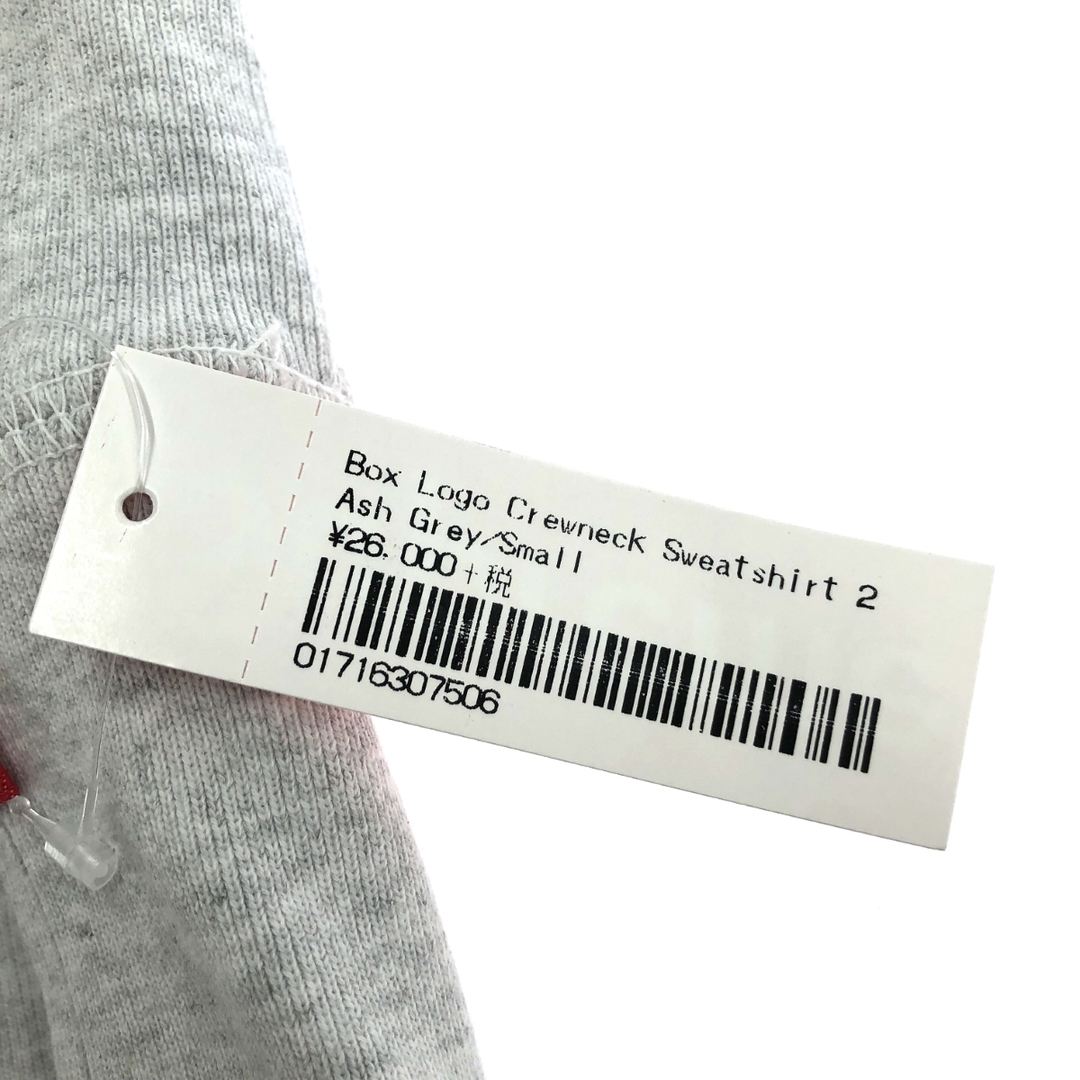 Box Logo Crewneck Sweatshirt 2
Ash Grey/Small
¥26.000+税
01716307506